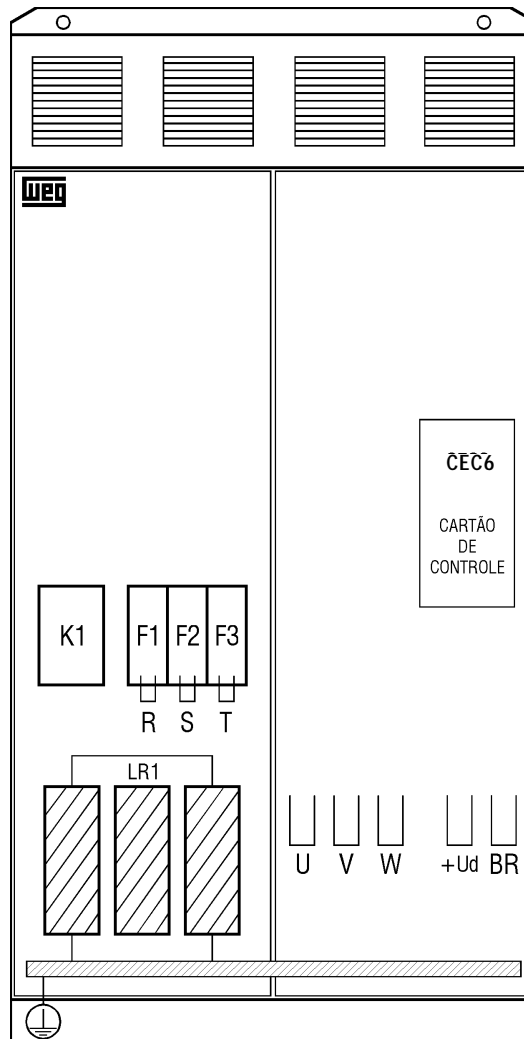 WEG
CEC6
CARTÃO
DE
CONTROLE
K1 F1 F2 F3
R S T
LR1
U V W +Ud BR